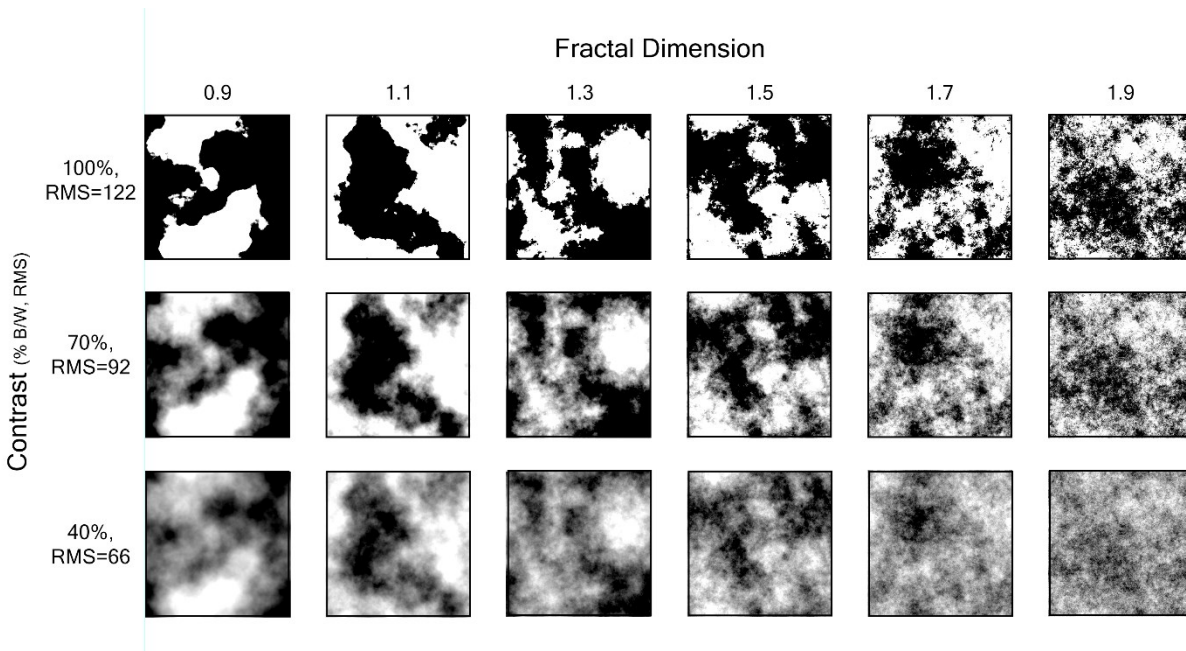 Fractal Dimension
0.9 1.1 1.3 1.5 1.7 1.9
100%,
RMS=122
70%,
RMS=92
40%,
RMS=66
Contrast (% B/W, RMS)